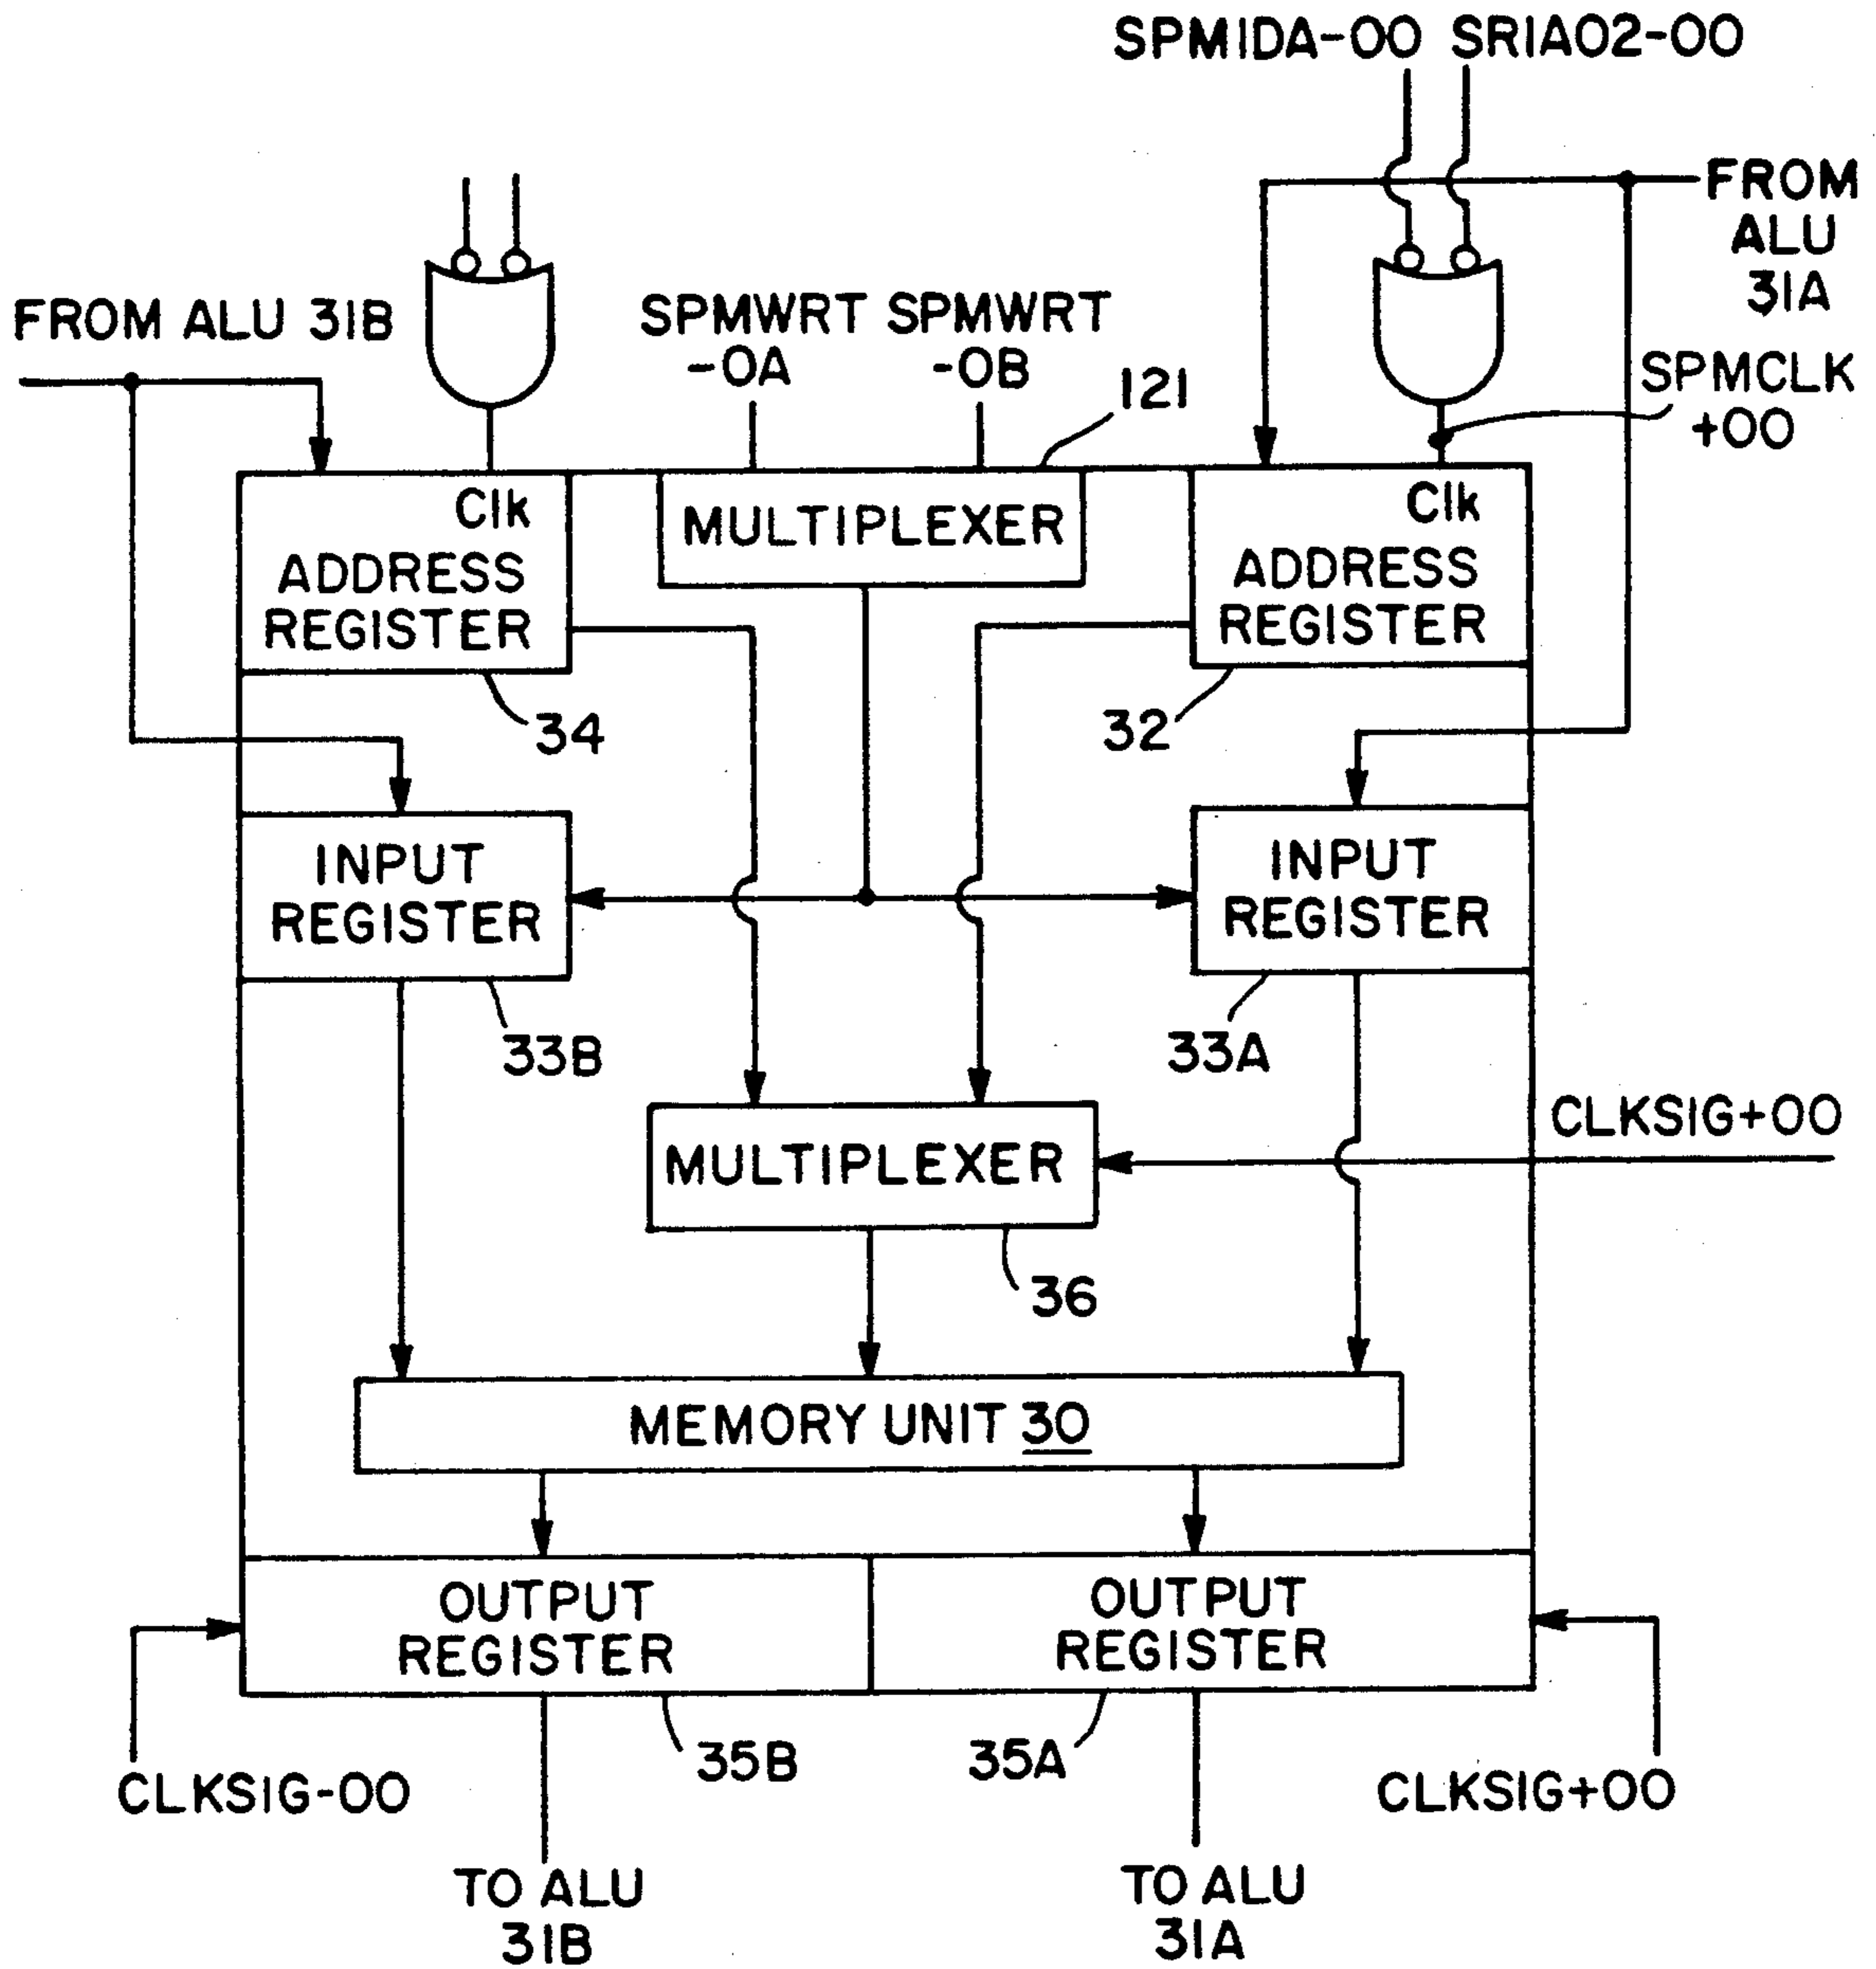 SPMIDA-00 SRIA02-00
FROM
ALU
31A
FROM ALU 31B
SPMWRT
-0A
SPMWRT
-0B
121
SPMCLK
+00
Clk
ADDRESS
REGISTER
MULTIPLEXER
Clk
ADDRESS
REGISTER
34
32
INPUT
REGISTER
INPUT
REGISTER
33B
33A
CLKSIG+00
MULTIPLEXER
36
MEMORY UNIT 30
OUTPUT
REGISTER
OUTPUT
REGISTER
35B
35A
CLKSIG-00
CLKSIG+00
TO ALU
31B
TO ALU
31A